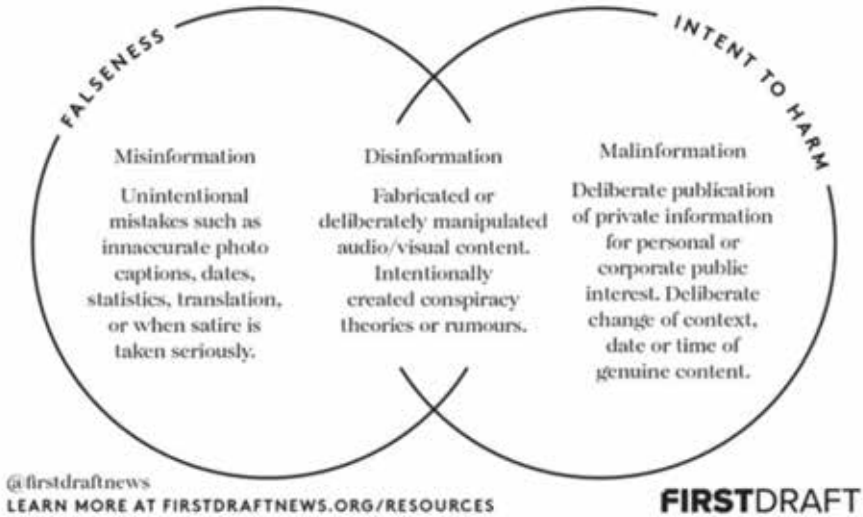 FALSENESS
INTENT TO HARM
Misinformation
Unintentional
mistakes such as
innaccurate photo
captions, dates,
statistics, translation,
or when satire is
taken seriously.
Disinformation
Fabricated or
deliberately manipulated
audio/visual content.
Intentionally
created conspiracy
theories or rumours.
Malinformation
Deliberate publication
of private information
for personal or
corporate public
interest. Deliberate
change of context,
date or time of
genuine content.
@firstdraftnews
LEARN MORE AT FIRSTDRAFTNEWS.ORG/RESOURCES
FIRSTDRAFT